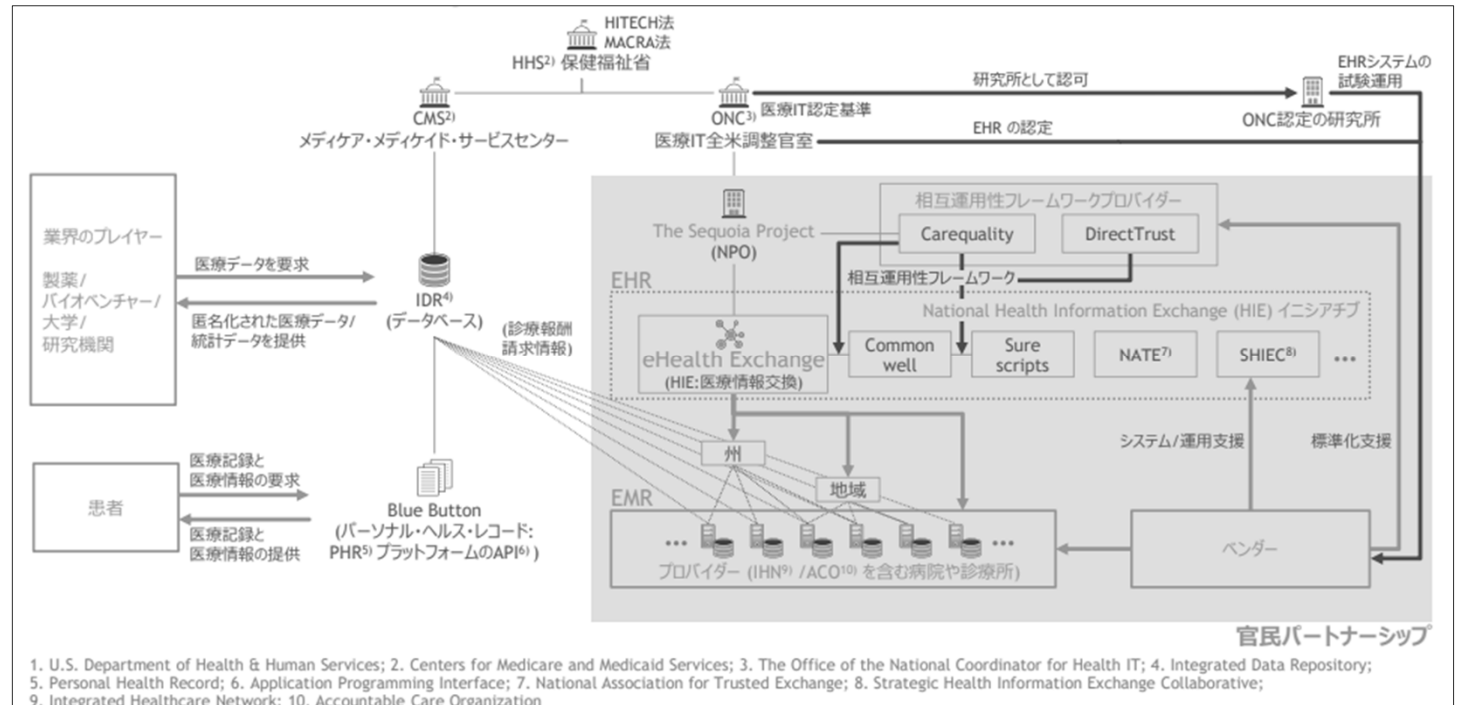 HITECH法
MACRA法
HHS2) 保健福祉省
CMS2)
メディケア・メディケイド・サービスセンター
ONC3) 医療IT認定基準
医療IT全米調整官室
研究所として認可
EHRシステムの
試験運用
ONC認定の研究所
EHR の認定
業界のプレイヤー
製薬/
バイオベンチャー/
大学/
研究機関
医療データを要求
匿名化された医療データ/
統計データを提供
IDR4)
(データベース)
(診療報酬
請求情報)
患者
医療記録と
医療情報の要求
医療記録と
医療情報の提供
Blue Button
(パーソナル・ヘルス・レコード:
PHR5) プラットフォームのAPI6) )
The Sequoia Project
(NPO)
相互運用性フレームワークプロバイダー
Carequality
DirectTrust
相互運用性フレームワーク
EHR
National Health Information Exchange (HIE) イニシアチブ
eHealth Exchange
(HIE:医療情報交換)
Common
well
Sure
scripts
NATE7)
SHIEC8)
•••
州
地域
システム/運用支援
標準化支援
EMR
••• •••
プロバイダー (IHN9) /ACO10) を含む病院や診療所)
ベンダー
官民パートナーシップ
1. U.S. Department of Health & Human Services; 2. Centers for Medicare and Medicaid Services; 3. The Office of the National Coordinator for Health IT; 4. Integrated Data Repository;
5. Personal Health Record; 6. Application Programming Interface; 7. National Association for Trusted Exchange; 8. Strategic Health Information Exchange Collaborative;
9. Integrated Healthcare Network; 10. Accountable Care Organization